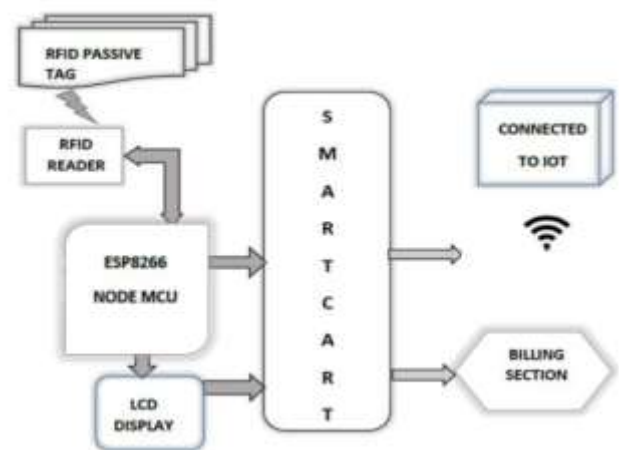 RFID PASSIVE
TAG
RFID
READER
ESP8266
NODE MCU
LCD
DISPLAY
S
M
A
R
T
C
A
R
T
CONNECTED
TO IOT
BILLING
SECTION